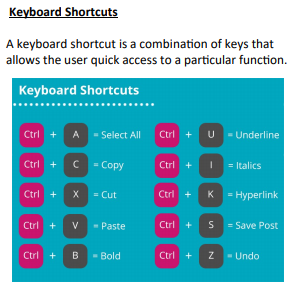 Keyboard Shortcuts
A keyboard shortcut is a combination of keys that
allows the user quick access to a particular function.
Keyboard Shortcuts
Ctrl + A = Select All Ctrl + U = Underline
Ctrl + C = Copy Ctrl + I = Italics
Ctrl + X = Cut Ctrl + K = Hyperlink
Ctrl + V = Paste Ctrl + S = Save Post
Ctrl + B = Bold Ctrl + Z = Undo